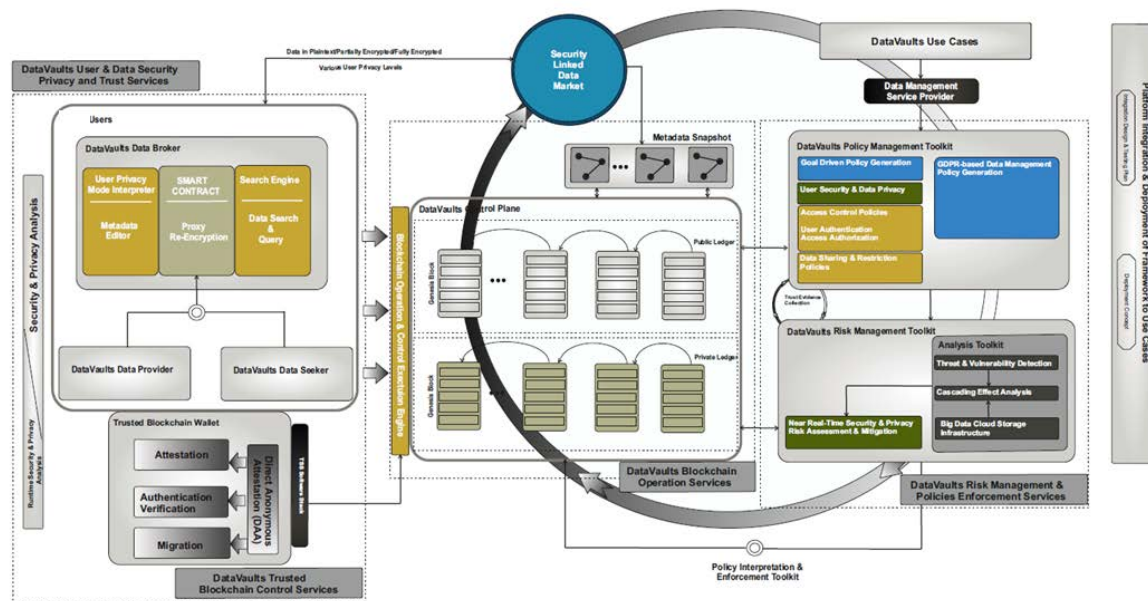 Data in Plaintext/Partially Encrypted/Fully Encrypted
Various User Privacy Levels
Security
Linked
Data
Market
DataVaults Use Cases
Data Management
Service Provider
DataVaults User & Data Security
Privacy and Trust Services
Users
DataVaults Data Broker
User Privacy
Mode Interpreter
Metadata
Editor
SMART
CONTRACT
Proxy
Re-Encryption
Search Engine
Data Search
&
Query
DataVaults Data Provider
DataVaults Data Seeker
Security & Privacy Analysis
Runtime Security & Privacy
Analysis
Trusted Blockchain Wallet
Attestation
Authentication
Verification
Migration
Direct Anonymous
Attestation (DAA)
TSS Software Stack
DataVaults Trusted
Blockchain Control Services
Blockchain Operation & Control Exectuion Engine
Metadata Snapshot
DataVaults Control Plane
Public Ledger
Genesis Block
Private Ledger
Genesis Block
DataVaults Blockchain
Operation Services
DataVaults Policy Management Toolkit
Goal Driven Policy Generation
User Security & Data Privacy
Access Control Policies
User Authentication
Access Authorization
Data Sharing & Restriction
Policies
GDPR-based Data Management
Policy Generation
Trust Evidence
Collection
DataVaults Risk Management Toolkit
Analysis Toolkit
Threat & Vulnerability Detection
Cascading Effect Analysis
Big Data Cloud Storage
Infrastructure
Near Real-Time Security & Privacy
Risk Assessment & Mitigation
DataVaults Risk Management &
Policies Enforcement Services
Policy Interpretation &
Enforcement Toolkit
Platform Integration & Deployment of Framework to Use Cases
Integration Design & Testing Plan
Deployment Concept